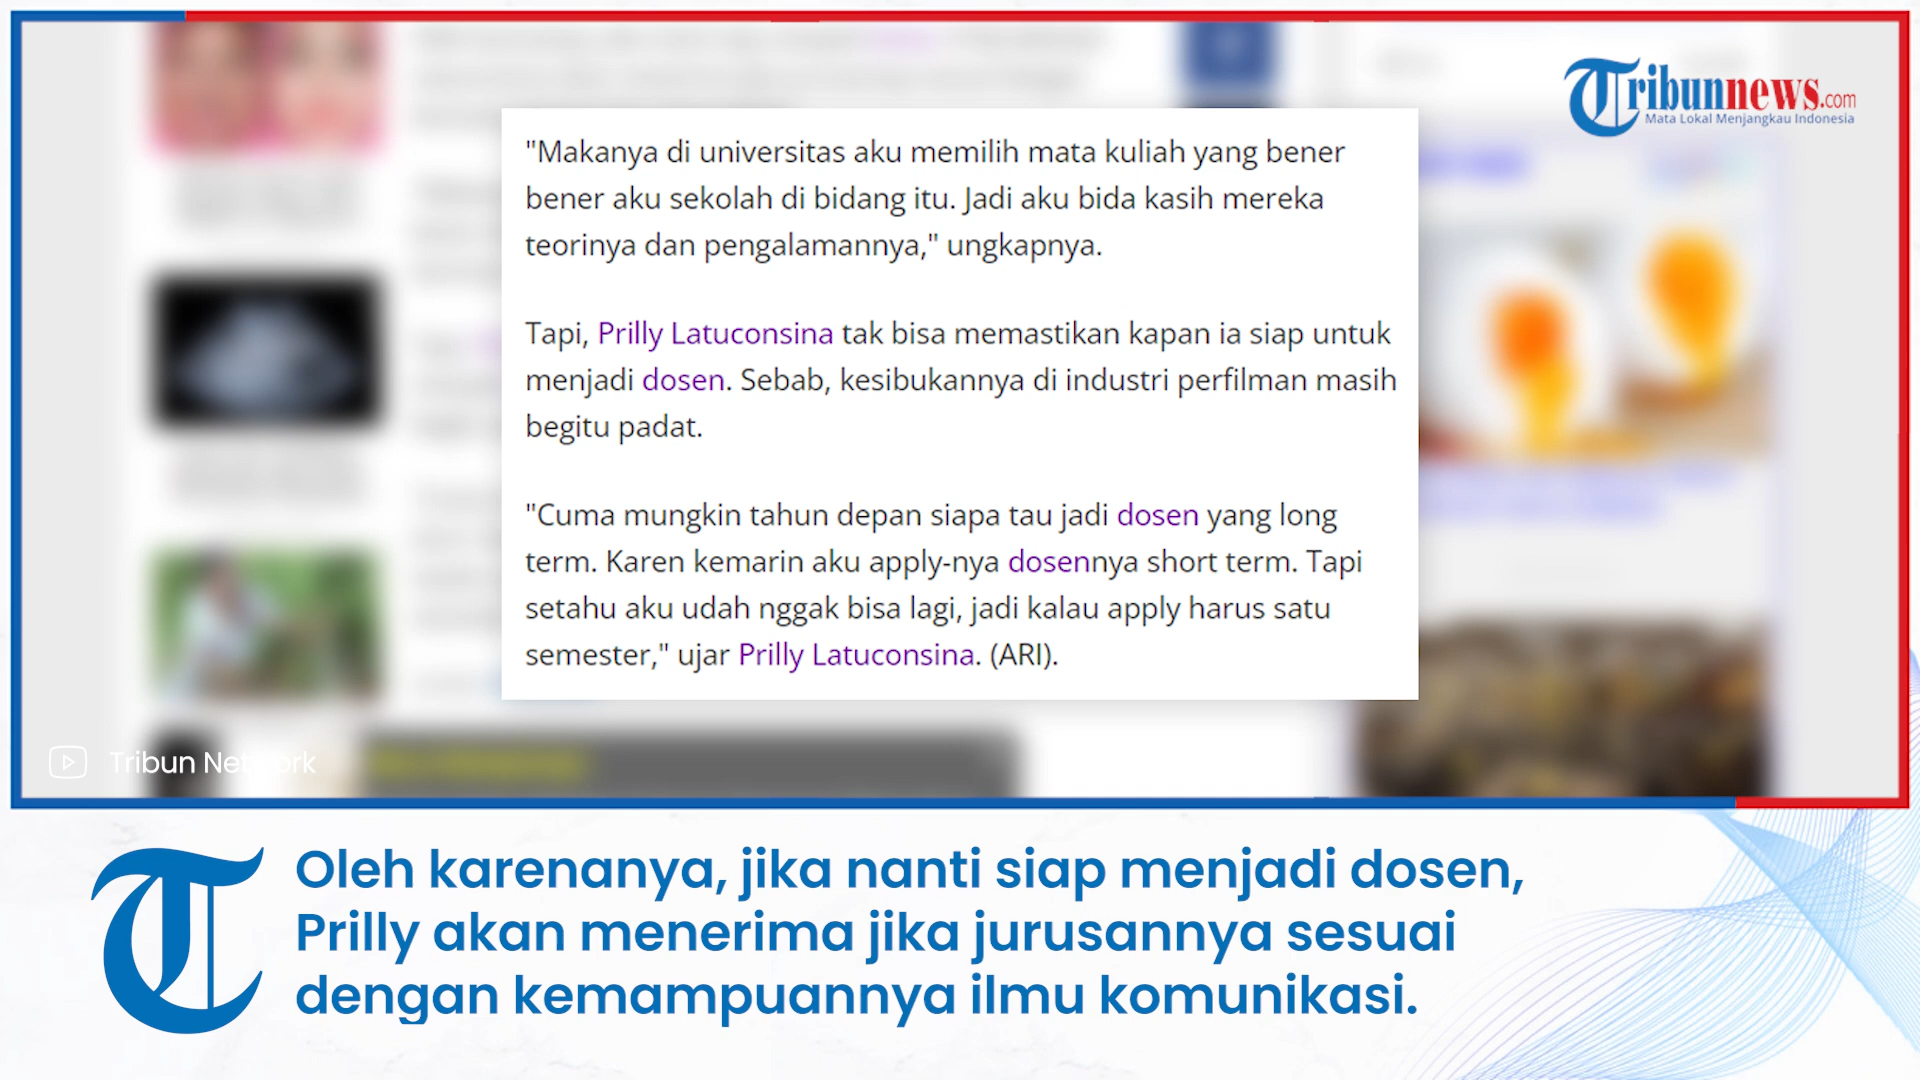 Tribunnews.com
Mata Lokal Menjangkau Indonesia
"Makanya di universitas aku memilih mata kuliah yang bener
bener aku sekolah di bidang itu. Jadi aku bida kasih mereka
teorinya dan pengalamannya," ungkapnya.
Tapi, Prilly Latuconsina tak bisa memastikan kapan ia siap untuk
menjadi dosen. Sebab, kesibukannya di industri perfilman masih
begitu padat.
"Cuma mungkin tahun depan siapa tau jadi dosen yang long
term. Karen kemarin aku apply-nya dosennya short term. Tapi
setahu aku udah nggak bisa lagi, jadi kalau apply harus satu
semester," ujar Prilly Latuconsina. (ARI).
Tribun Network
T
Oleh karenanya, jika nanti siap menjadi dosen,
Prilly akan menerima jika jurusannya sesuai
dengan kemampuannya ilmu komunikasi.